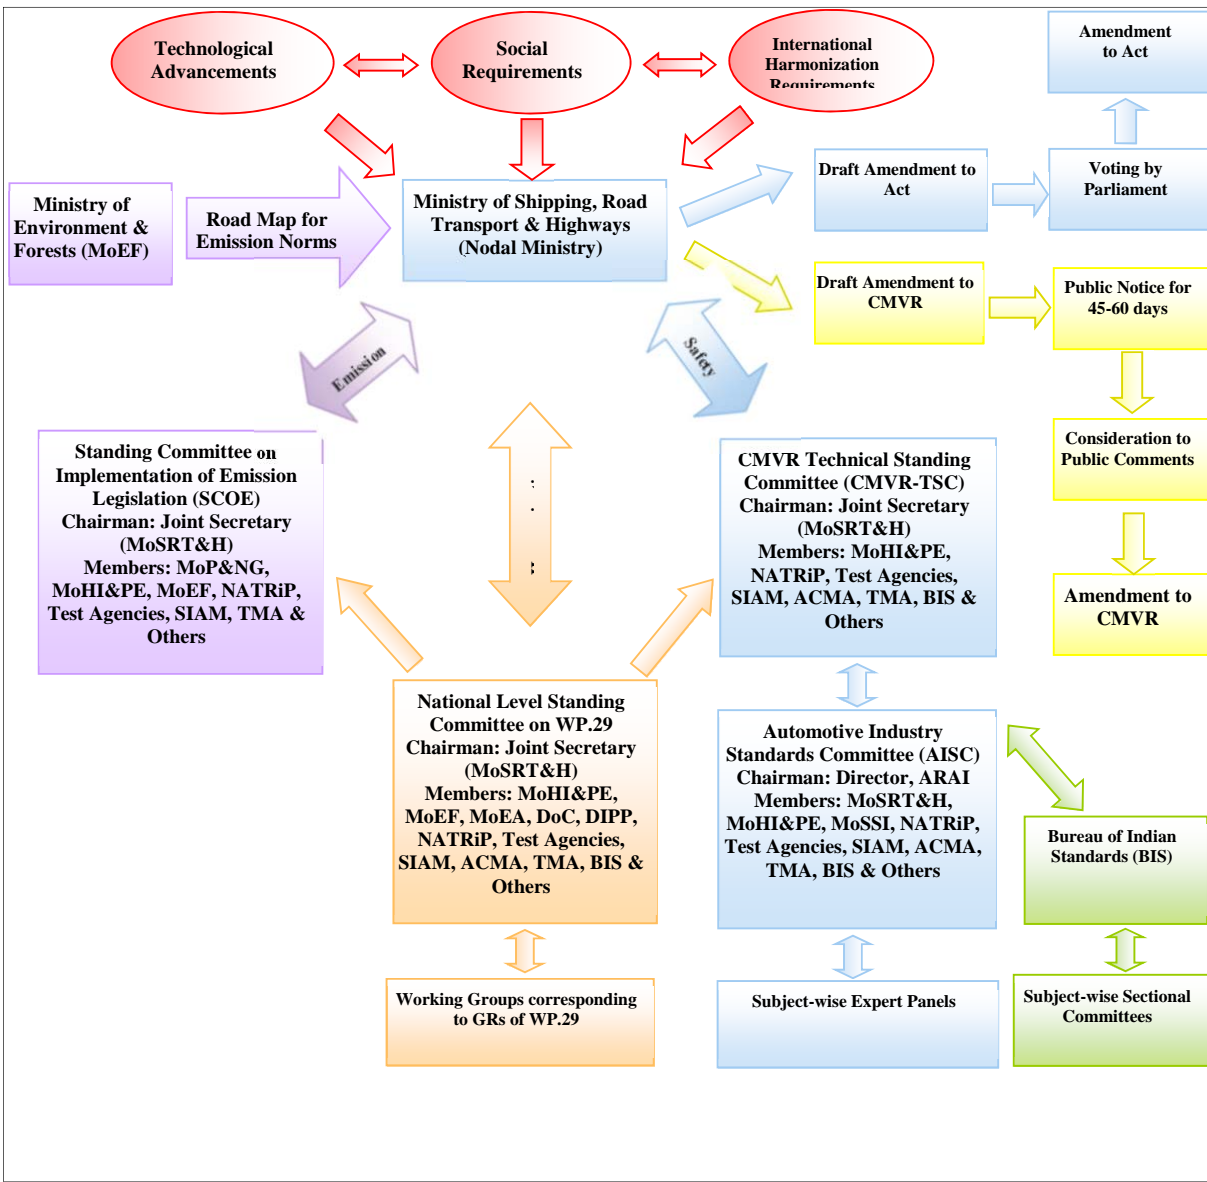 Technological
Advancements
Social
Requirements
International
Harmonization
Requirements
Amendment
to Act
Draft Amendment to
Act
Voting by
Parliament
Ministry of
Environment &
Forests (MoEF)
Road Map for
Emission Norms
Ministry of Shipping, Road
Transport & Highways
(Nodal Ministry)
Draft Amendment to
CMVR
Public Notice for
45-60 days
Emission
Safety
Consideration to
Public Comments
Amendment to
CMVR
Standing Committee on
Implementation of Emission
Legislation (SCOE)
Chairman: Joint Secretary
(MoSRT&H)
Members: MoP&NG,
MoHI&PE, MoEF, NATRiP,
Test Agencies, SIAM, TMA &
Others
CMVR Technical Standing
Committee (CMVR-TSC)
Chairman: Joint Secretary
(MoSRT&H)
Members: MoHI&PE,
NATRiP, Test Agencies,
SIAM, ACMA, TMA, BIS &
Others
National Level Standing
Committee on WP.29
Chairman: Joint Secretary
(MoSRT&H)
Members: MoHI&PE,
MoEF, MoEA, DoC, DIPP,
NATRiP, Test Agencies,
SIAM, ACMA, TMA, BIS &
Others
Automotive Industry
Standards Committee (AISC)
Chairman: Director, ARAI
Members: MoSRT&H,
MoHI&PE, MoSSI, NATRiP,
Test Agencies, SIAM, ACMA,
TMA, BIS & Others
Bureau of Indian
Standards (BIS)
Working Groups corresponding
to GRs of WP.29
Subject-wise Expert Panels
Subject-wise Sectional
Committees